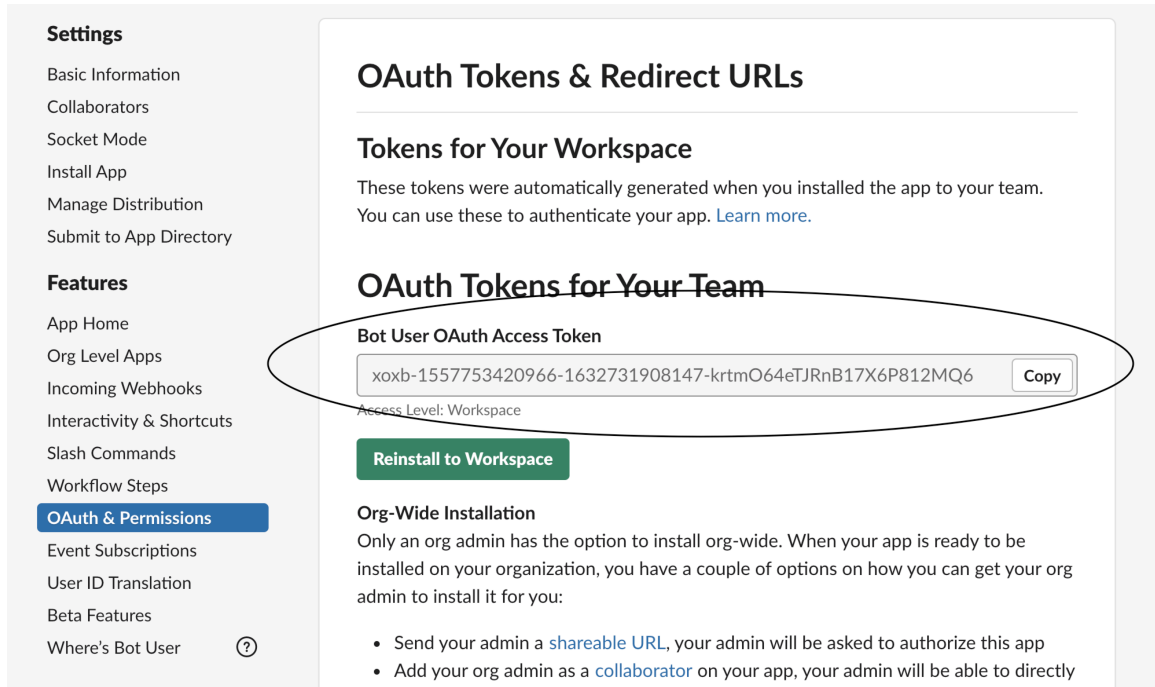 Settings
Basic Information
Collaborators
Socket Mode
Install App
Manage Distribution
Submit to App Directory
Features
App Home
Org Level Apps
Incoming Webhooks
Interactivity & Shortcuts
Slash Commands
Workflow Steps
OAuth & Permissions
Event Subscriptions
User ID Translation
Beta Features
Where's Bot User ?
OAuth Tokens & Redirect URLs
Tokens for Your Workspace
These tokens were automatically generated when you installed the app to your team.
You can use these to authenticate your app. Learn more.
OAuth Tokens for Your Team
Bot User OAuth Access Token
xoxb-1557753420966-1632731908147-krtmO64eTJRnB17X6P812MQ6 Copy
Access Level: Workspace
Reinstall to Workspace
Org-Wide Installation
Only an org admin has the option to install org-wide. When your app is ready to be
installed on your organization, you have a couple of options on how you can get your org
admin to install it for you:
• Send your admin a shareable URL, your admin will be asked to authorize this app
• Add your org admin as a collaborator on your app, your admin will be able to directly